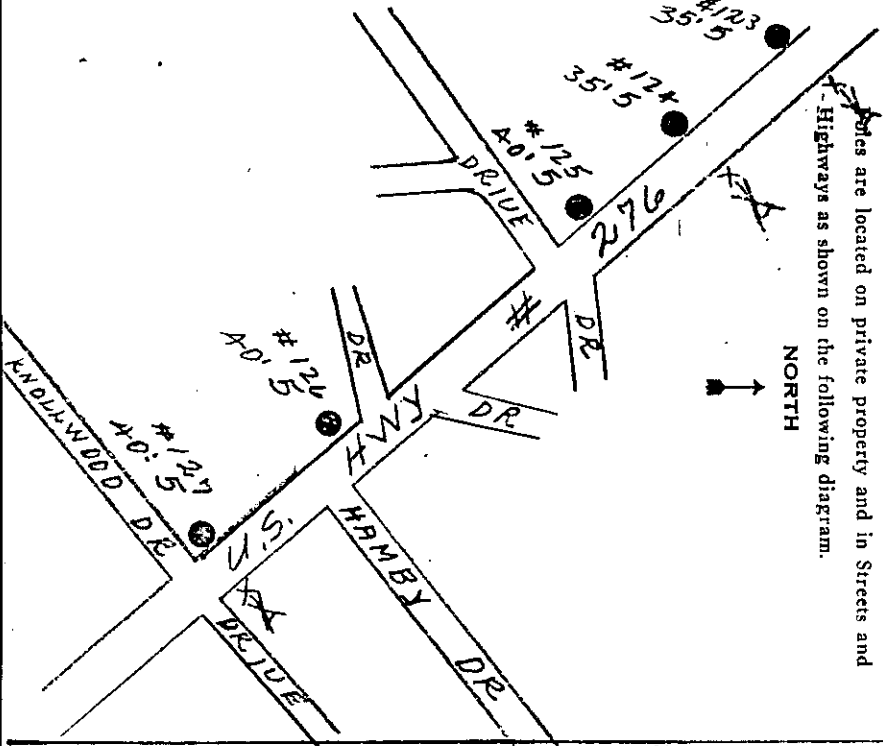 Poles are located on private property and in Streets and
Highways as shown on the following diagram.
NORTH
#123
35' 5
#124
35' 5
#125
40' 5
DRIVE
276
#
DR
DR
DR
HWY
U.S.
#126
40' 5
#127
40' 5
KNOLLWOOD DR
HAMBY DR
DRIVE